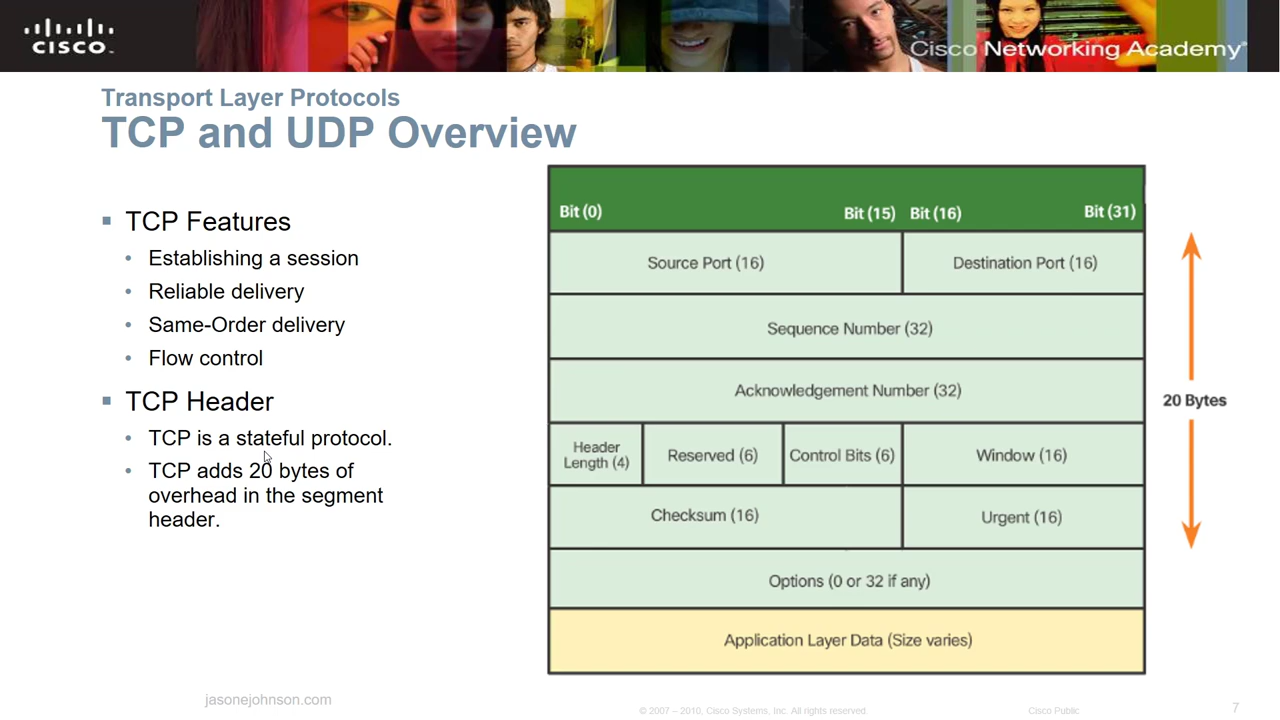 CISCO
Cisco Networking Academy
Transport Layer Protocols
TCP and UDP Overview
TCP Features
Establishing a session
Reliable delivery
Same-Order delivery
Flow control
TCP Header
TCP is a stateful protocol.
TCP adds 20 bytes of
overhead in the segment
header.
Bit (0) Bit (15) Bit (16) Bit (31)
Source Port (16) Destination Port (16)
Sequence Number (32)
Acknowledgement Number (32)
Header
Length (4) Reserved (6) Control Bits (6) Window (16)
Checksum (16) Urgent (16)
Options (0 or 32 if any)
Application Layer Data (Size varies)
20 Bytes
jasonejohnson.com
© 2007 – 2010, Cisco Systems, Inc. All rights reserved.
Cisco Public
7